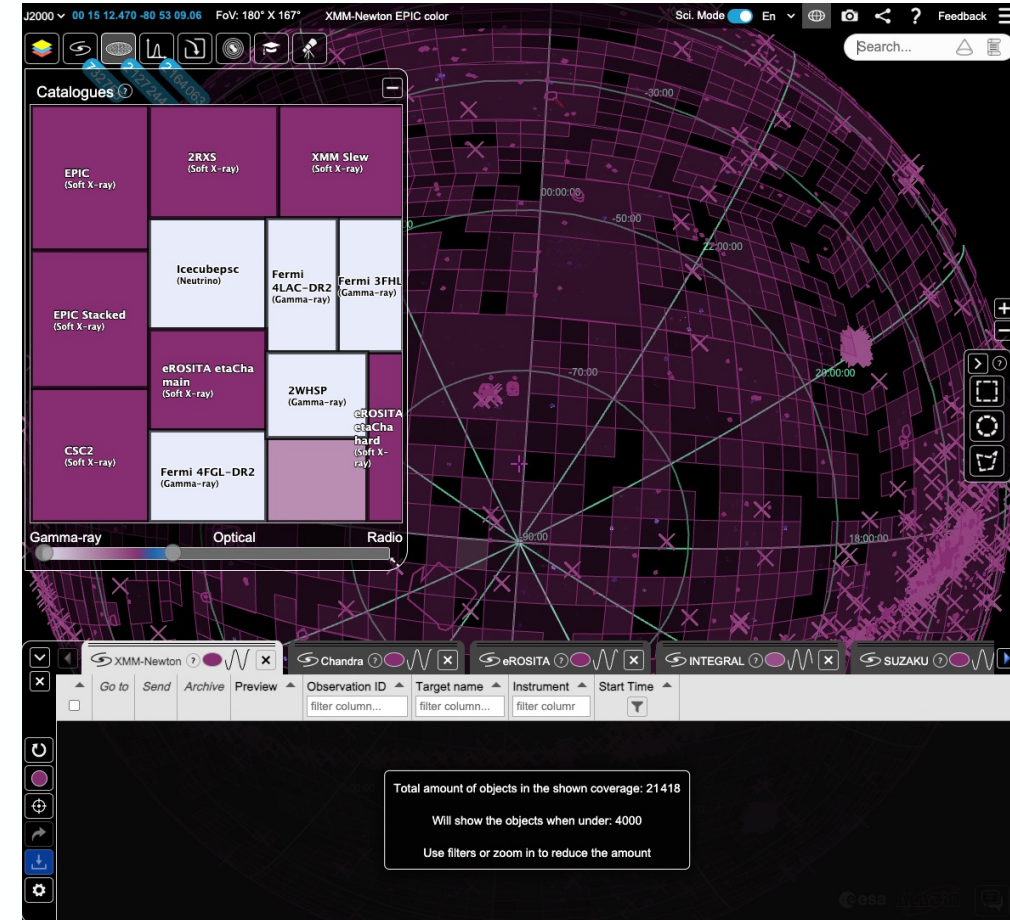 J2000 00 15 12.470 -80 53 09.06 FoV: 180° X 167° XMM-Newton EPIC color Sci. Mode En ? Feedback
Search...
Catalogues ?
EPIC
(Soft X-ray)
2RXS
(Soft X-ray)
XMM Slew
(Soft X-ray)
Icecubepsc
(Neutrino)
Fermi
4LAC-DR2
(Gamma-ray)
Fermi 3FHL
(Gamma-ray)
EPIC Stacked
(Soft X-ray)
eROSITA etaCha
main
(Soft X-ray)
2WHSP
(Gamma-ray)
eROSITA
etaCha
hard
(Soft X-
ray)
CSC2
(Soft X-ray)
Fermi 4FGL-DR2
(Gamma-ray)
Gamma-ray Optical Radio
-30:00
00:00:00
-50:00
22:00:00
-70:00
20:00:00
-90:00
18:00:00
XMM-Newton ? Chandra ? eROSITA ? INTEGRAL ? SUZAKU ?
Go to Send Archive Preview Observation ID Target name Instrument Start Time
filter column... filter column... filter columr
Total amount of objects in the shown coverage: 21418
Will show the objects when under: 4000
Use filters or zoom in to reduce the amount
esa